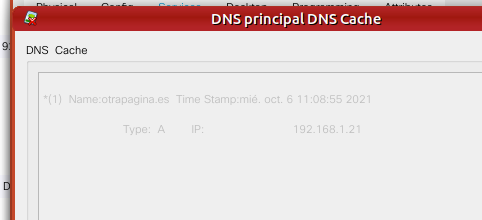 Physical Config Services Desktop Programming Attributes
DNS principal DNS Cache
9
DNS Cache
*(1) Name:otrapagina.es Time Stamp:mié. oct. 6 11:08:55 2021
Type: A IP: 192.168.1.21
D